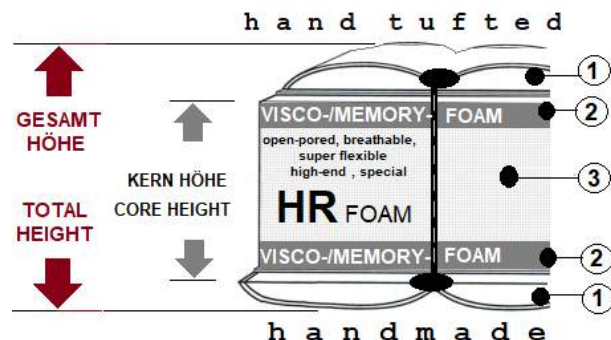 hand tufted
1
GESAMT
HÖHE
VISCO-/MEMORY- FOAM
2
open-pored, breathable,
super flexible
high-end , special
KERN HÖHE
CORE HEIGHT
3
HR FOAM
TOTAL
HEIGHT
VISCO-/MEMORY- FOAM
2
1
handmade